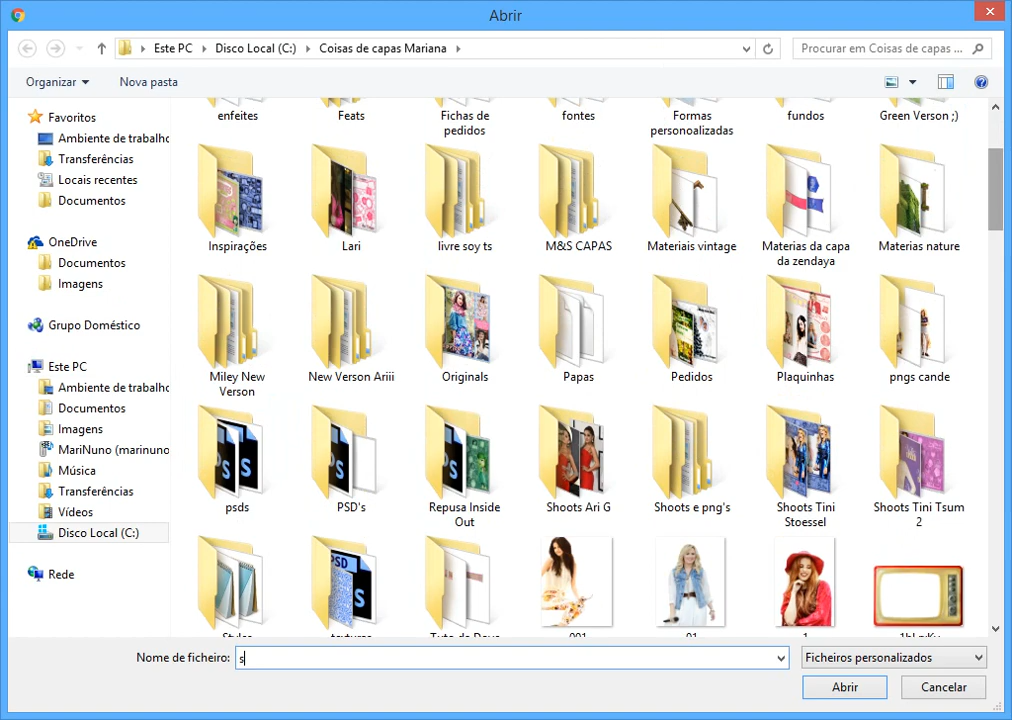 Abrir
Este PC
Disco Local (C:)
Coisas de capas Mariana
Procurar em Coisas de capas ...
Organizar
Nova pasta
Favoritos
Ambiente de trabalho
Transferências
Locais recentes
Documentos
OneDrive
Documentos
Imagens
Grupo Doméstico
Este PC
Ambiente de trabalho
Documentos
Imagens
MariNuno (marinuno
Música
Transferências
Vídeos
Disco Local (C:)
Rede
enfeites
Feats
Fichas de
pedidos
fontes
Formas
personoalizadas
fundos
Green Verson ;)
Inspirações
Lari
livre soy ts
M&S CAPAS
Materiais vintage
Materias da capa
da zendaya
Materias nature
Miley New
Verson
New Verson Ariii
Originals
Papas
Pedidos
Plaquinhas
pngs cande
psds
PSD's
Repusa Inside
Out
Shoots Ari G
Shoots e png's
Shoots Tini
Stoessel
Shoots Tini Tsum
2
PSD
Nome de ficheiro:
s
Ficheiros personalizados
Abrir
Cancelar